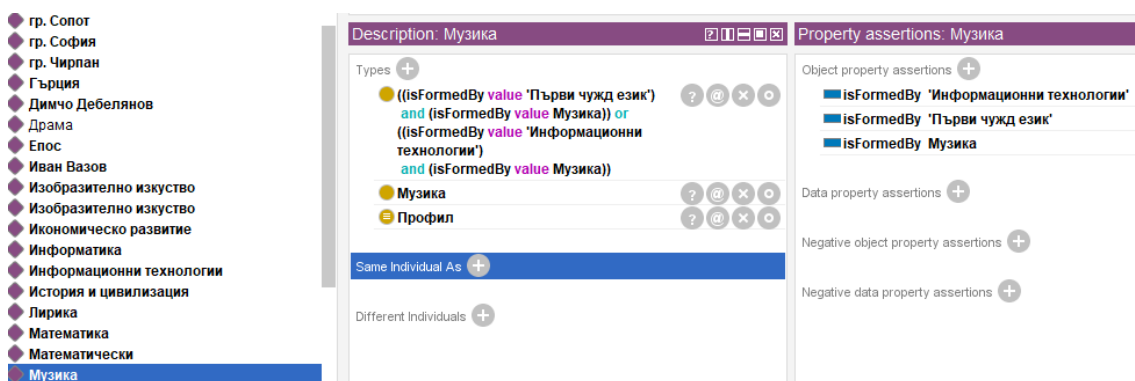 гр. Сопот
гр. София
гр. Чирпан
Гърция
Димчо Дебелянов
Драма
Епос
Иван Вазов
Изобразително изкуство
Изобразително изкуство
Икономическо развитие
Информатика
Информационни технологии
История и цивилизация
Лирика
Математика
Математически
Музика
Description: Музика
Types
((isFormedBy value 'Първи чужд език')
and (isFormedBy value Музика)) or
((isFormedBy value 'Информационни
технологии')
and (isFormedBy value Музика))
Музика
Профил
Same Individual As
Different Individuals
Property assertions: Музика
Object property assertions
isFormedBy 'Информационни технологии'
isFormedBy 'Първи чужд език'
isFormedBy Музика
Data property assertions
Negative object property assertions
Negative data property assertions